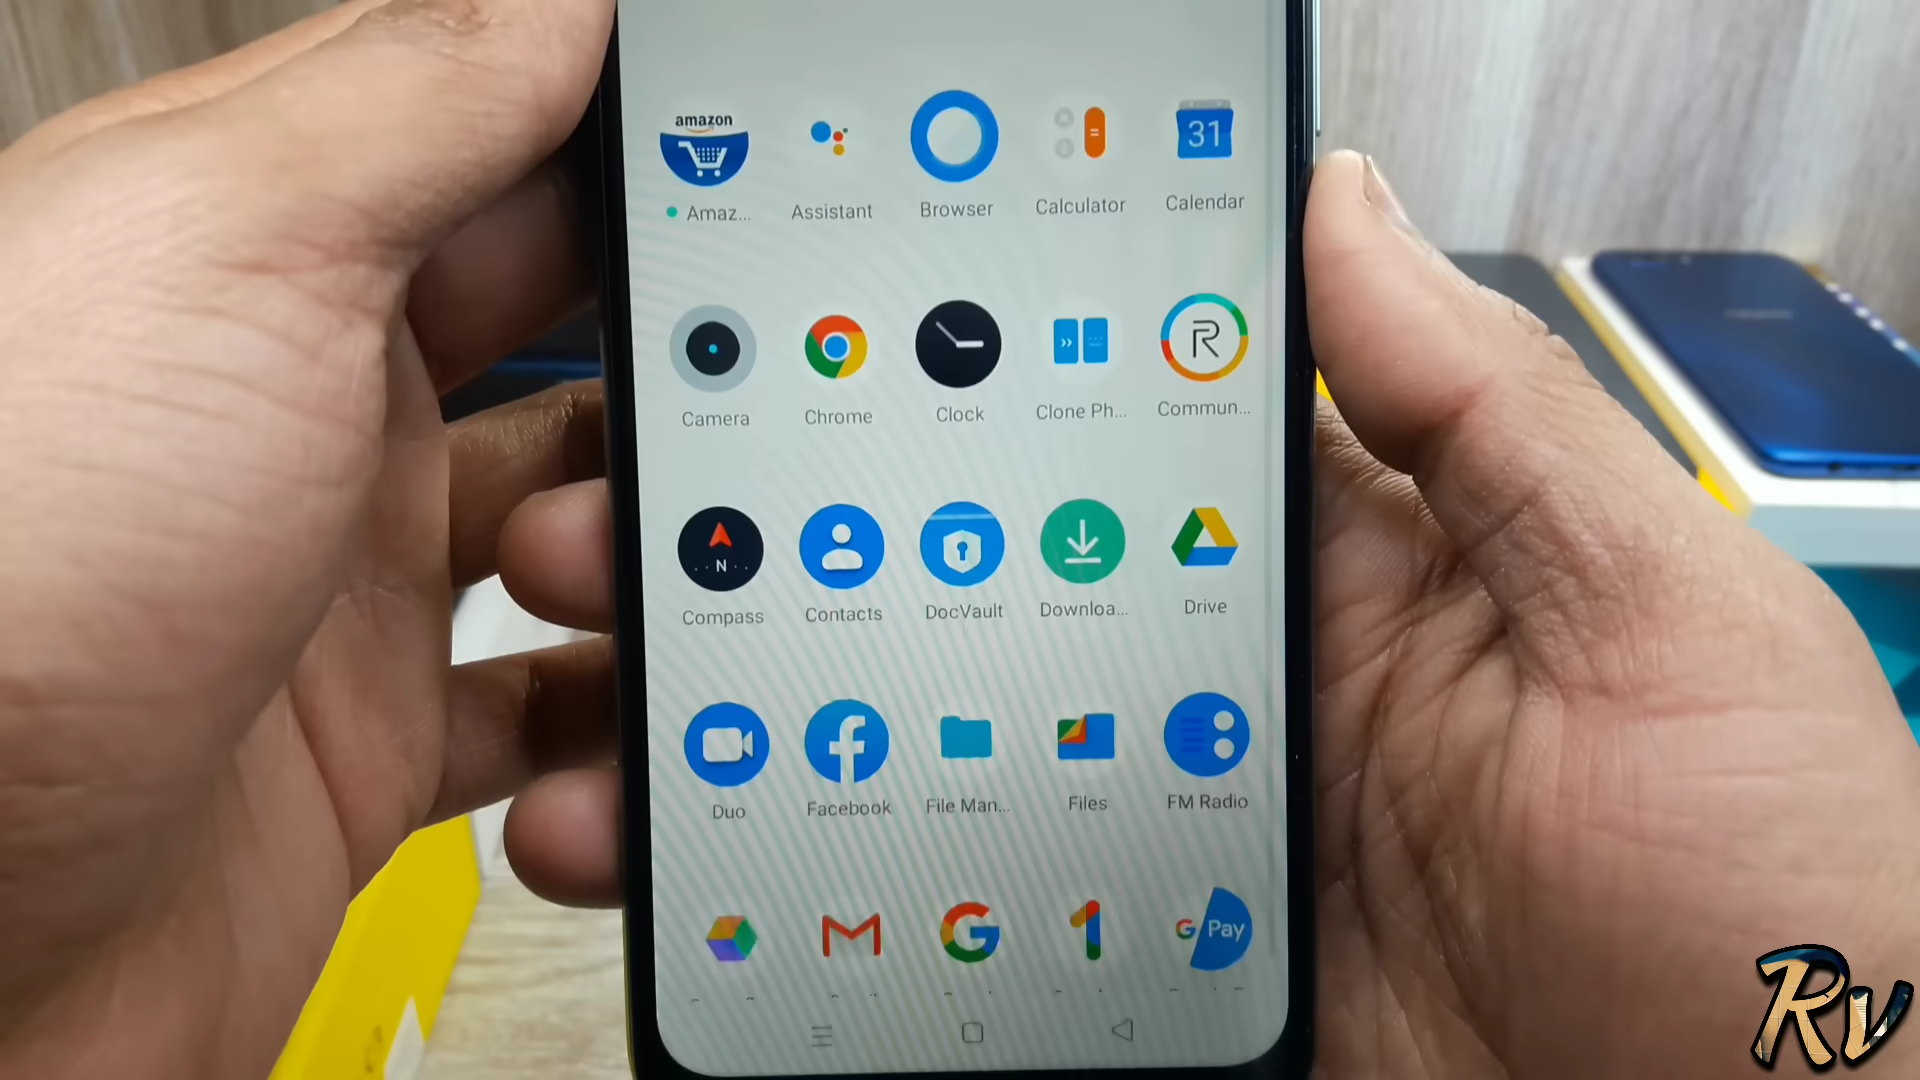 amazon
=
31
Amaz...
Assistant
Browser
Calculator
Calendar
R
Camera
Chrome
Clock
Clone Ph...
Commun...
N
Compass
Contacts
DocVault
Downloa...
Drive
Duo
Facebook
File Man...
Files
FM Radio
G Pay
Rv